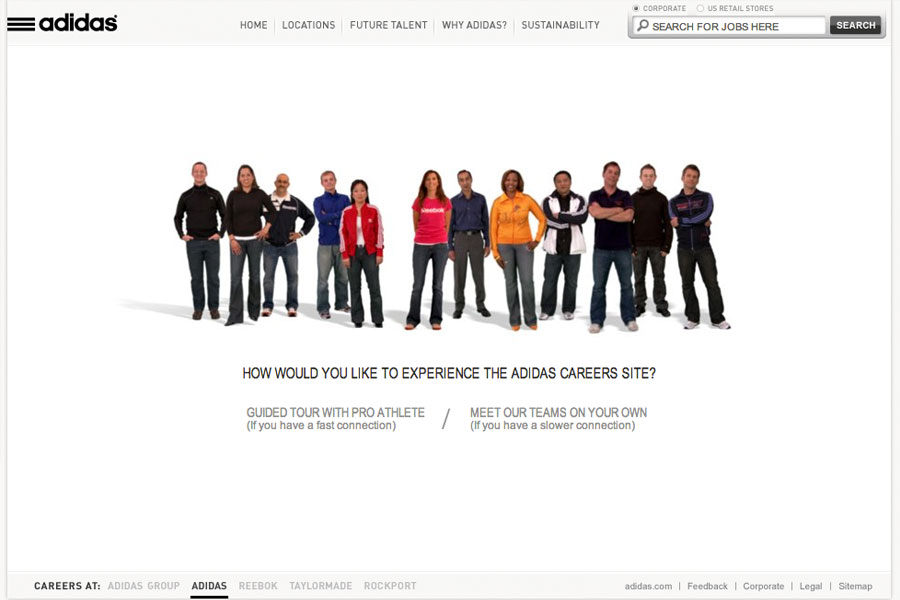 adidas
HOME LOCATIONS FUTURE TALENT WHY ADIDAS? SUSTAINABILITY
CORPORATE US RETAIL STORES
SEARCH FOR JOBS HERE SEARCH
Reebok
HOW WOULD YOU LIKE TO EXPERIENCE THE ADIDAS CAREERS SITE?
GUIDED TOUR WITH PRO ATHLETE / MEET OUR TEAMS ON YOUR OWN
(If you have a fast connection) (If you have a slower connection)
CAREERS AT: ADIDAS GROUP ADIDAS REEBOK TAYLORMADE ROCKPORT
adidas.com | Feedback | Corporate | Legal | Sitemap